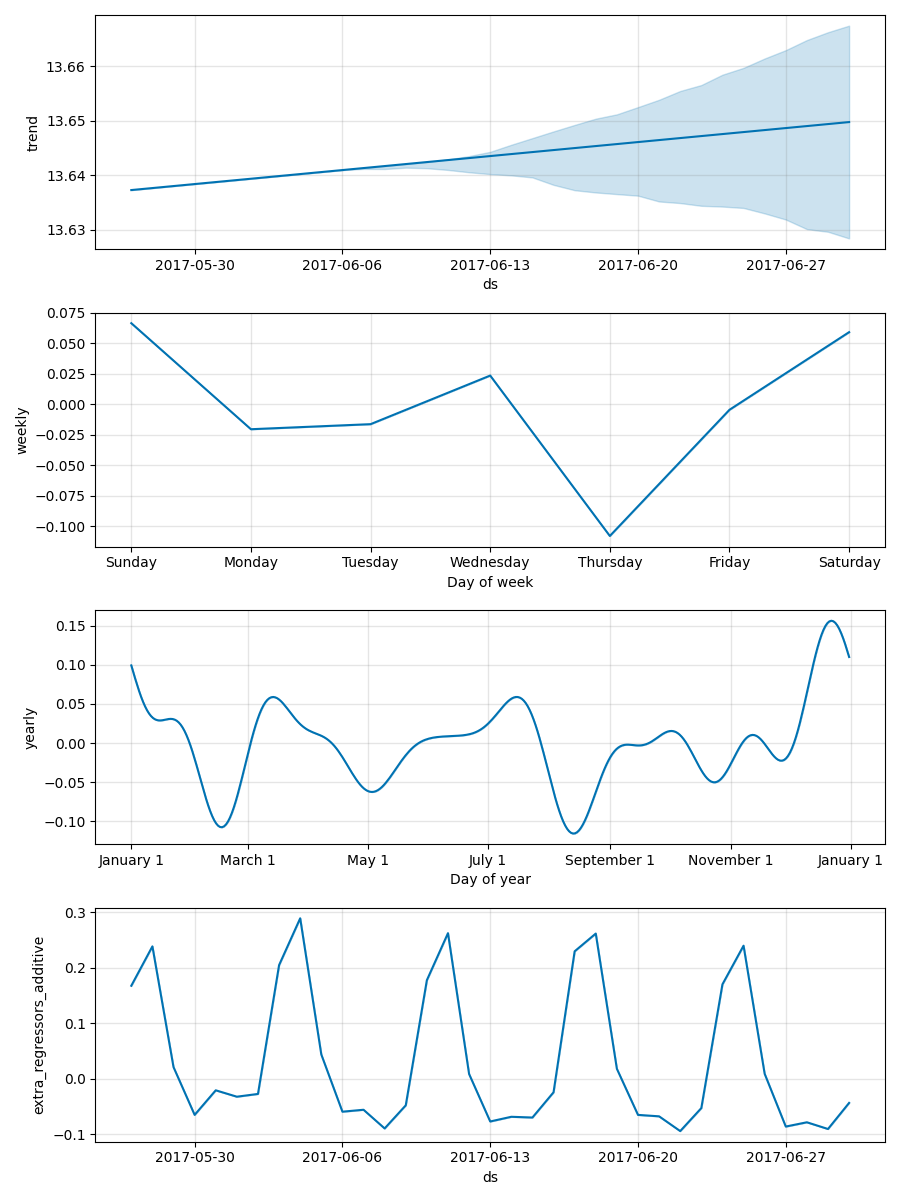 13.66
13.65
13.64
13.63
trend
2017-05-30 2017-06-06 2017-06-13 2017-06-20 2017-06-27
ds
0.075
0.050
0.025
0.000
−0.025
−0.050
−0.075
−0.100
weekly
Sunday Monday Tuesday Wednesday Thursday Friday Saturday
Day of week
0.15
0.10
0.05
0.00
−0.05
−0.10
yearly
January 1 March 1 May 1 July 1 September 1 November 1 January 1
Day of year
0.3
0.2
0.1
0.0
−0.1
extra_regressors_additive
2017-05-30 2017-06-06 2017-06-13 2017-06-20 2017-06-27
ds